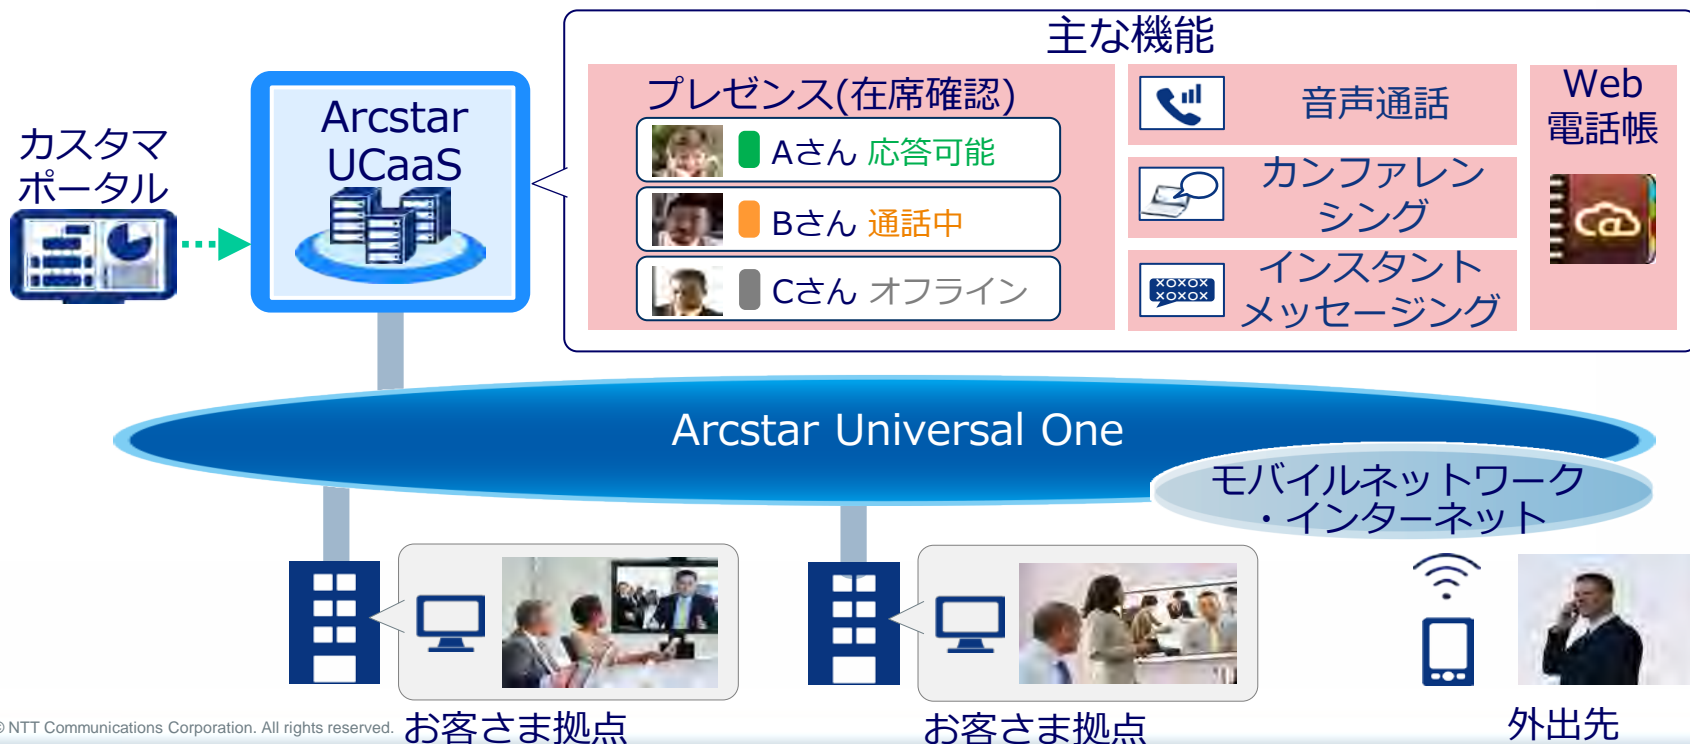 主な機能
カスタマ
ポータル
Arcstar
UCaaS
プレゼンス(在席確認)
Aさん 応答可能
Bさん 通話中
Cさん オフライン
音声通話
カンファレン
シング
インスタント
メッセージング
XOXOX
XOXOX
Web
電話帳
Arcstar Universal One
モバイルネットワーク
・インターネット
お客さま拠点
お客さま拠点
外出先
© NTT Communications Corporation. All rights reserved.